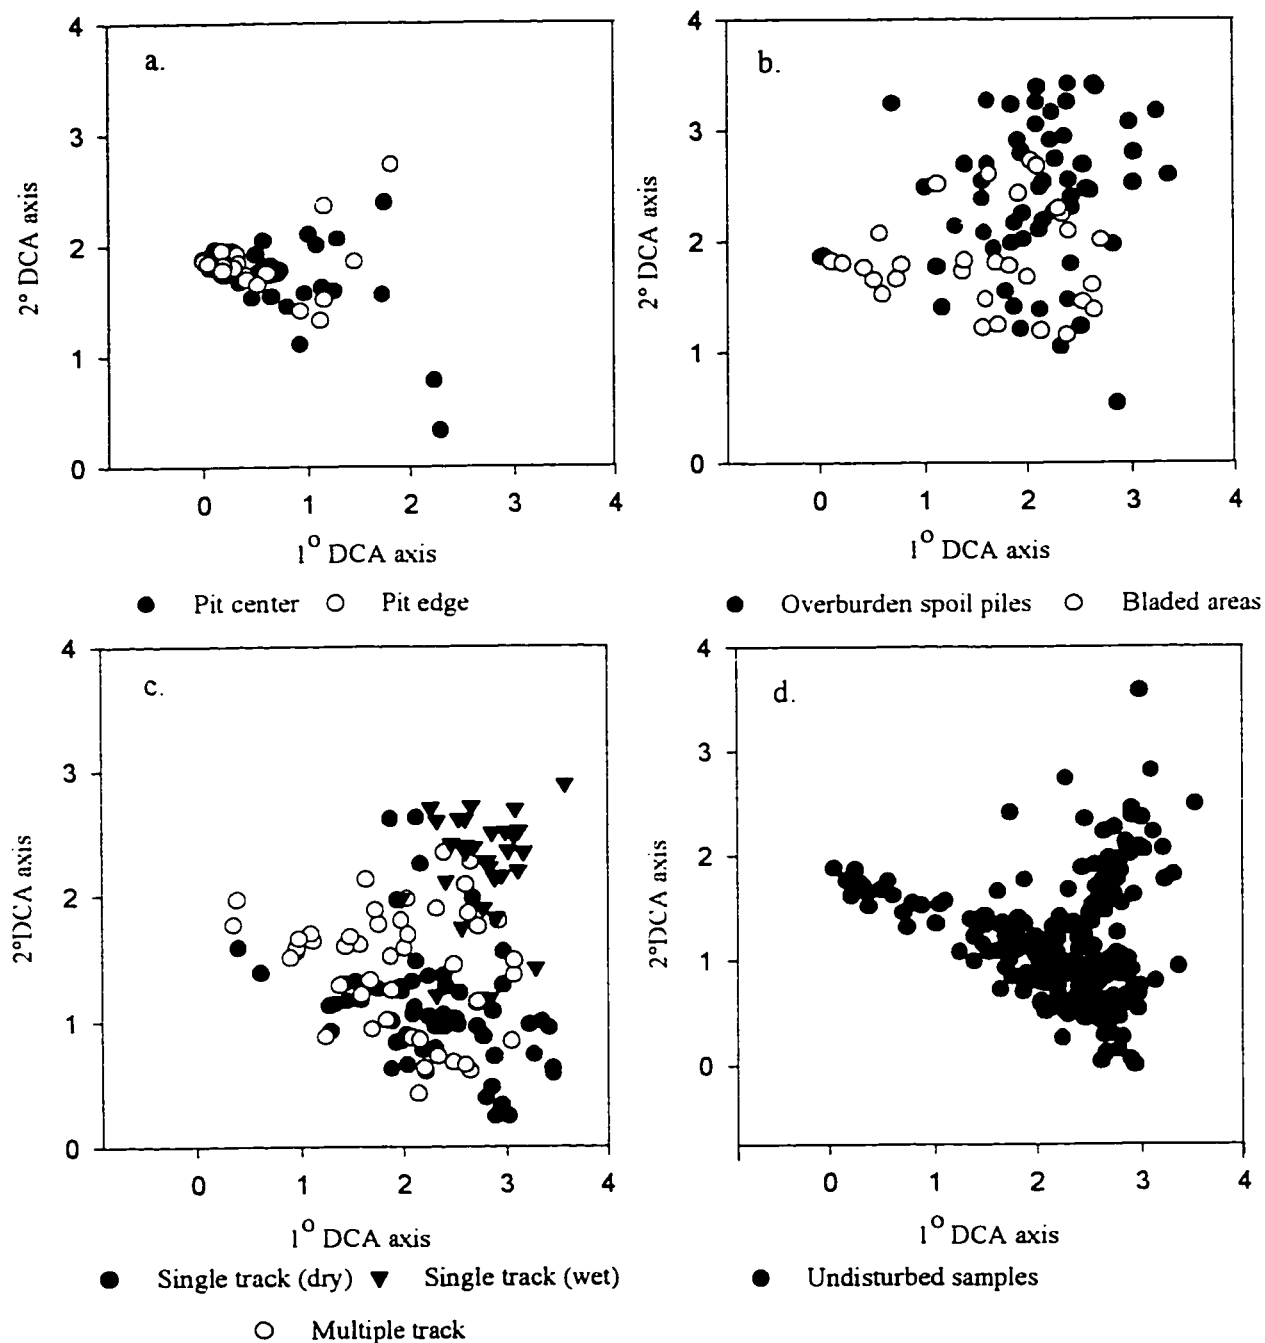 a.
4
3
2
1
0
2° DCA axis
0 1 2 3 4
1° DCA axis
● Pit center ○ Pit edge
b.
4
3
2
1
0
2° DCA axis
0 1 2 3 4
1° DCA axis
● Overburden spoil piles ○ Bladed areas
c.
4
3
2
1
0
2°DCA axis
0 1 2 3 4
1° DCA axis
● Single track (dry) ▼ Single track (wet)
○ Multiple track
d.
4
3
2
1
0
2°DCA axis
0 1 2 3 4
1° DCA axis
● Undisturbed samples